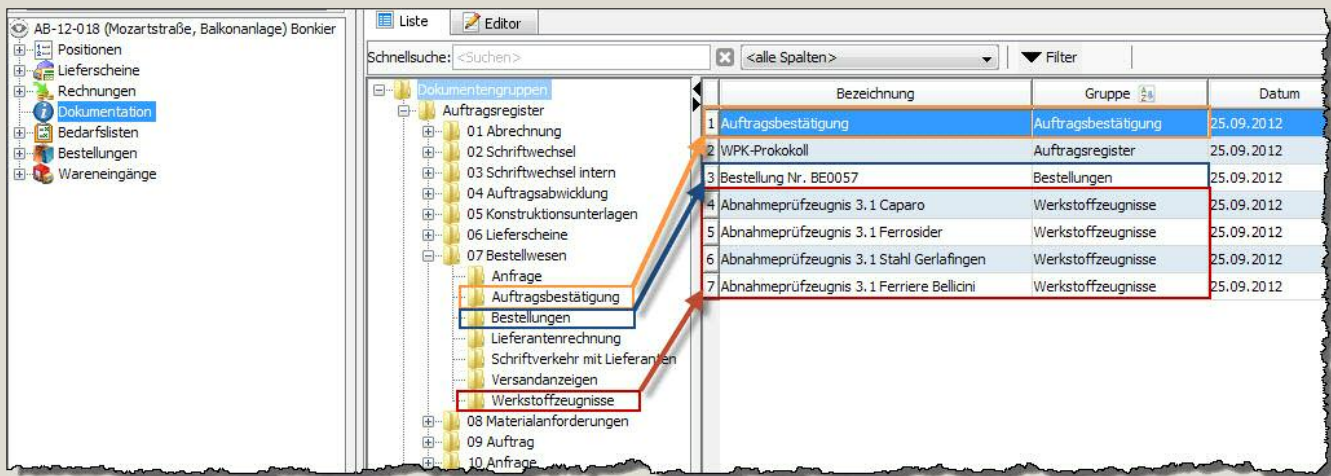 AB-12-018 (Mozartstraße, Balkonanlage) Bonkier
Positionen
Lieferscheine
Rechnungen
Dokumentation
Bedarfslisten
Bestellungen
Wareneingänge
Liste
Editor
Schnellsuche: <Suchen>
<alle Spalten>
Filter
Dokumentengruppen
Auftragsregister
01 Abrechnung
02 Schriftwechsel
03 Schriftwechsel intern
04 Auftragsabwicklung
05 Konstruktionsunterlagen
06 Lieferscheine
07 Bestellwesen
Anfrage
Auftragsbestätigung
Bestellungen
Lieferantenrechnung
Schriftverkehr mit Lieferanten
Versandanzeigen
Werkstoffzeugnisse
08 Materialanforderungen
09 Auftrag
10 Anfrage
Bezeichnung Gruppe Datum
1 Auftragsbestätigung Auftragsbestätigung 25.09.2012
2 WPK-Prokokoll Auftragsregister 25.09.2012
3 Bestellung Nr. BE0057 Bestellungen 25.09.2012
4 Abnahmeprüfzeugnis 3.1 Caparo Werkstoffzeugnisse 25.09.2012
5 Abnahmeprüfzeugnis 3.1 Ferrosider Werkstoffzeugnisse 25.09.2012
6 Abnahmeprüfzeugnis 3.1 Stahl Gerlafingen Werkstoffzeugnisse 25.09.2012
7 Abnahmeprüfzeugnis 3.1 Ferriere Bellicini Werkstoffzeugnisse 25.09.2012